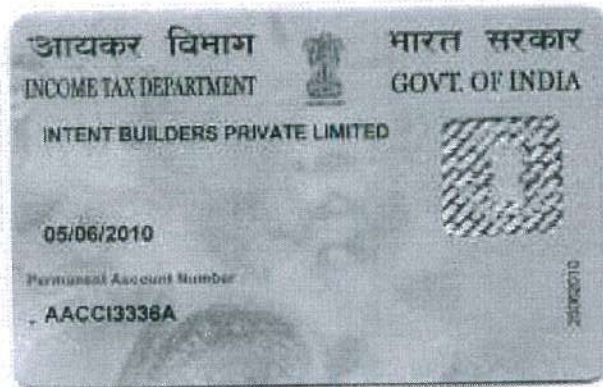 आयकर विभाग
भारत सरकार
INCOME TAX DEPARTMENT
GOVT. OF INDIA
INTENT BUILDERS PRIVATE LIMITED
05/06/2010
Permanent Account Number
AACCI3336A